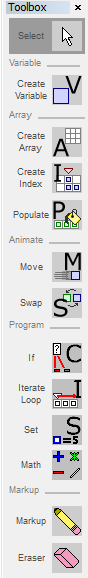 Toolbox ×
Select
Variable
Create
Variable V
Array
Create
Array A
Create
Index I
Populate P
Animate
Move M
Swap S
Program
If ? C
Iterate
Loop I
Set S
=5
Math + × − /
Markup
Markup
Eraser